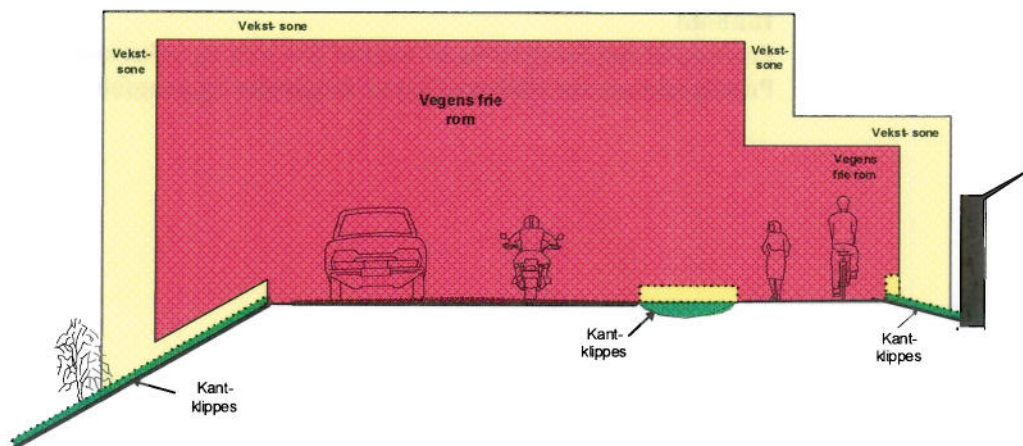 Vekst- sone
Vekst-
sone
Vekst-
sone
Vegens frie
rom
Vekst- sone
Vegens
frie rom
Kant-
klippes
Kant-
klippes
Kant-
klippes